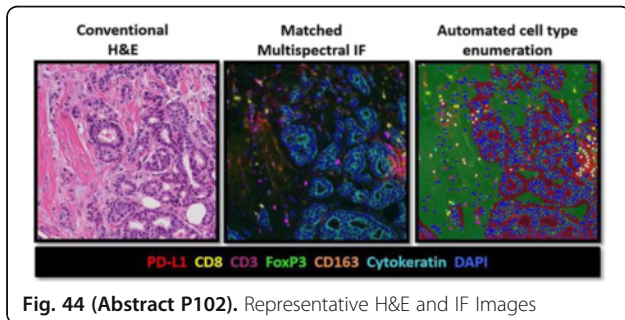 Conventional H&E
Matched Multispectral IF
Automated cell type enumeration
PD-L1 CD8 CD3 FoxP3 CD163 Cytokeratin DAPI
Fig. 44 (Abstract P102). Representative H&E and IF Images